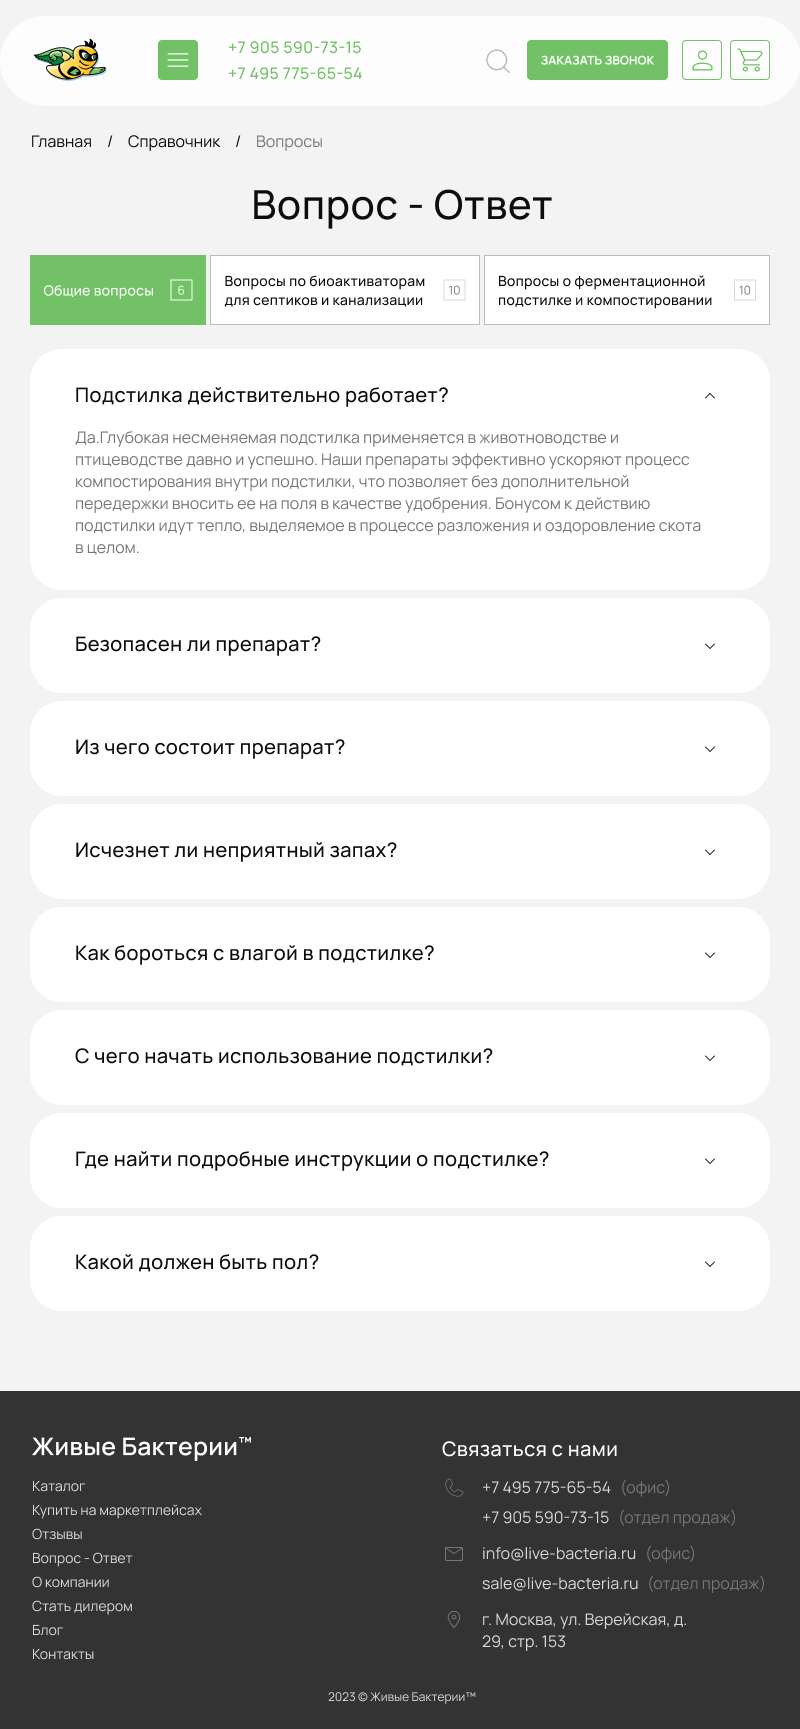 +7 905 590-73-15
+7 495 775-65-54
ЗАКАЗАТЬ ЗВОНОК
Главная / Справочник / Вопросы
Вопрос - Ответ
Общие вопросы 6
Вопросы по биоактиваторам
для септиков и канализации 10
Вопросы о ферментационной
подстилке и компостировании 10
Подстилка действительно работает?
Да.Глубокая несменяемая подстилка применяется в животноводстве и
птицеводстве давно и успешно. Наши препараты эффективно ускоряют процесс
компостирования внутри подстилки, что позволяет без дополнительной
передержки вносить ее на поля в качестве удобрения. Бонусом к действию
подстилки идут тепло, выделяемое в процессе разложения и оздоровление скота
в целом.
Безопасен ли препарат?
Из чего состоит препарат?
Исчезнет ли неприятный запах?
Как бороться с влагой в подстилке?
С чего начать использование подстилки?
Где найти подробные инструкции о подстилке?
Какой должен быть пол?
Живые Бактерии™
Каталог
Купить на маркетплейсах
Отзывы
Вопрос - Ответ
О компании
Стать дилером
Блог
Контакты
Связаться с нами
+7 495 775-65-54 (офис)
+7 905 590-73-15 (отдел продаж)
info@live-bacteria.ru (офис)
sale@live-bacteria.ru (отдел продаж)
г. Москва, ул. Верейская, д.
29, стр. 153
2023 © Живые Бактерии™